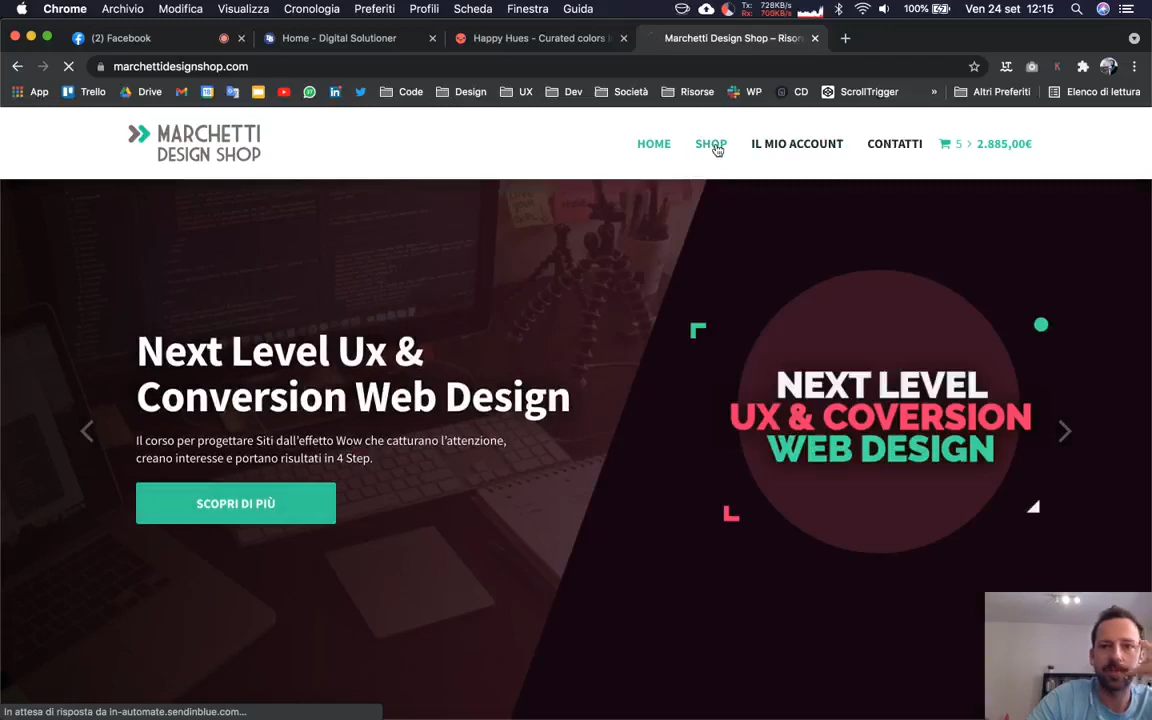 Chrome Archivio Modifica Visualizza Cronologia Preferiti Profili Scheda Finestra Guida Tx: 728KB/s Rx: 700KB/s 100% Ven 24 set 12:15
(2) Facebook Home - Digital Solutioner Happy Hues - Curated colors Marchetti Design Shop – Risor
marchettidesignshop.com
App Trello Drive Code Design UX Dev Società Risorse WP CD ScrollTrigger » Altri Preferiti Elenco di lettura
MARCHETTI
DESIGN SHOP
HOME SHOP IL MIO ACCOUNT CONTATTI 5 > 2.885,00€
Next Level Ux &
Conversion Web Design
Il corso per progettare Siti dall'effetto Wow che catturano l'attenzione,
creano interesse e portano risultati in 4 Step.
SCOPRI DI PIÙ
NEXT LEVEL
UX & COVERSION
WEB DESIGN
In attesa di risposta da in-automate.sendinblue.com...